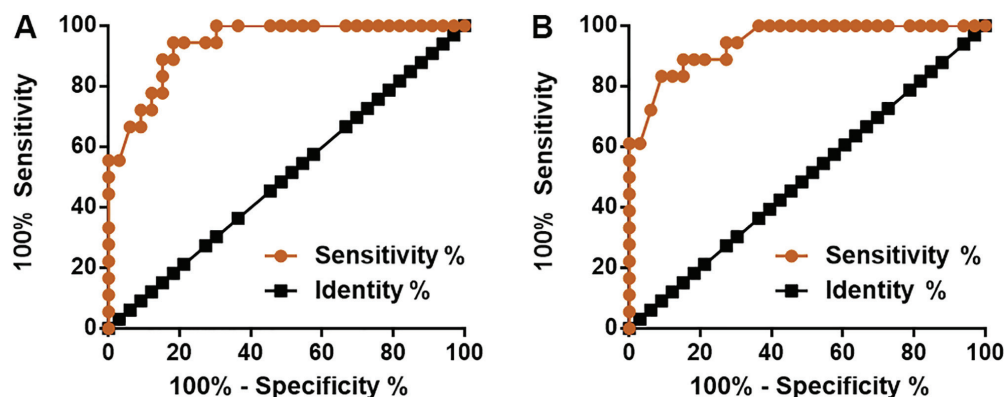 A
100% Sensitivity
100
80
60
40
20
0
Sensitivity %
Identity %
0 20 40 60 80 100
100% - Specificity %
B
100% Sensitivity
100
80
60
40
20
0
Sensitivity %
Identity %
0 20 40 60 80 100
100% - Specificity %